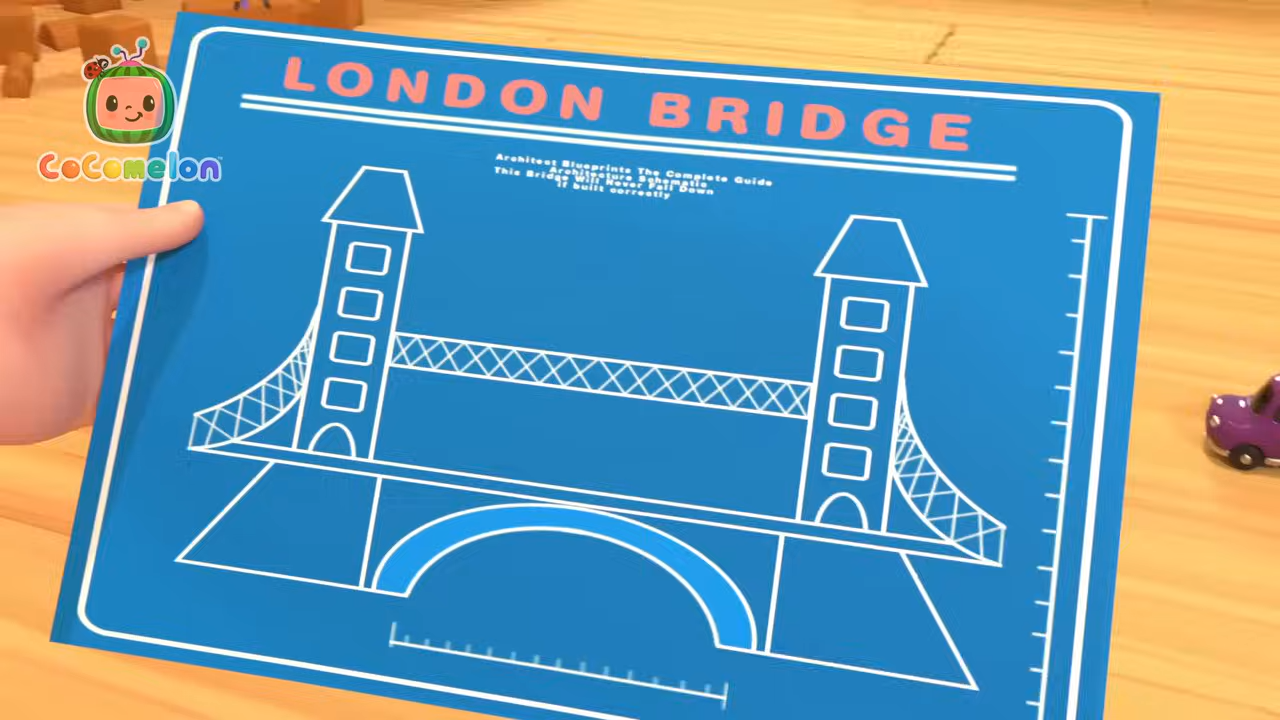 CoComelon
LONDON BRIDGE
Architect Blueprints The Complete Guide
Architecture Schematic
This Bridge Will Never Fall Down
if built correctly